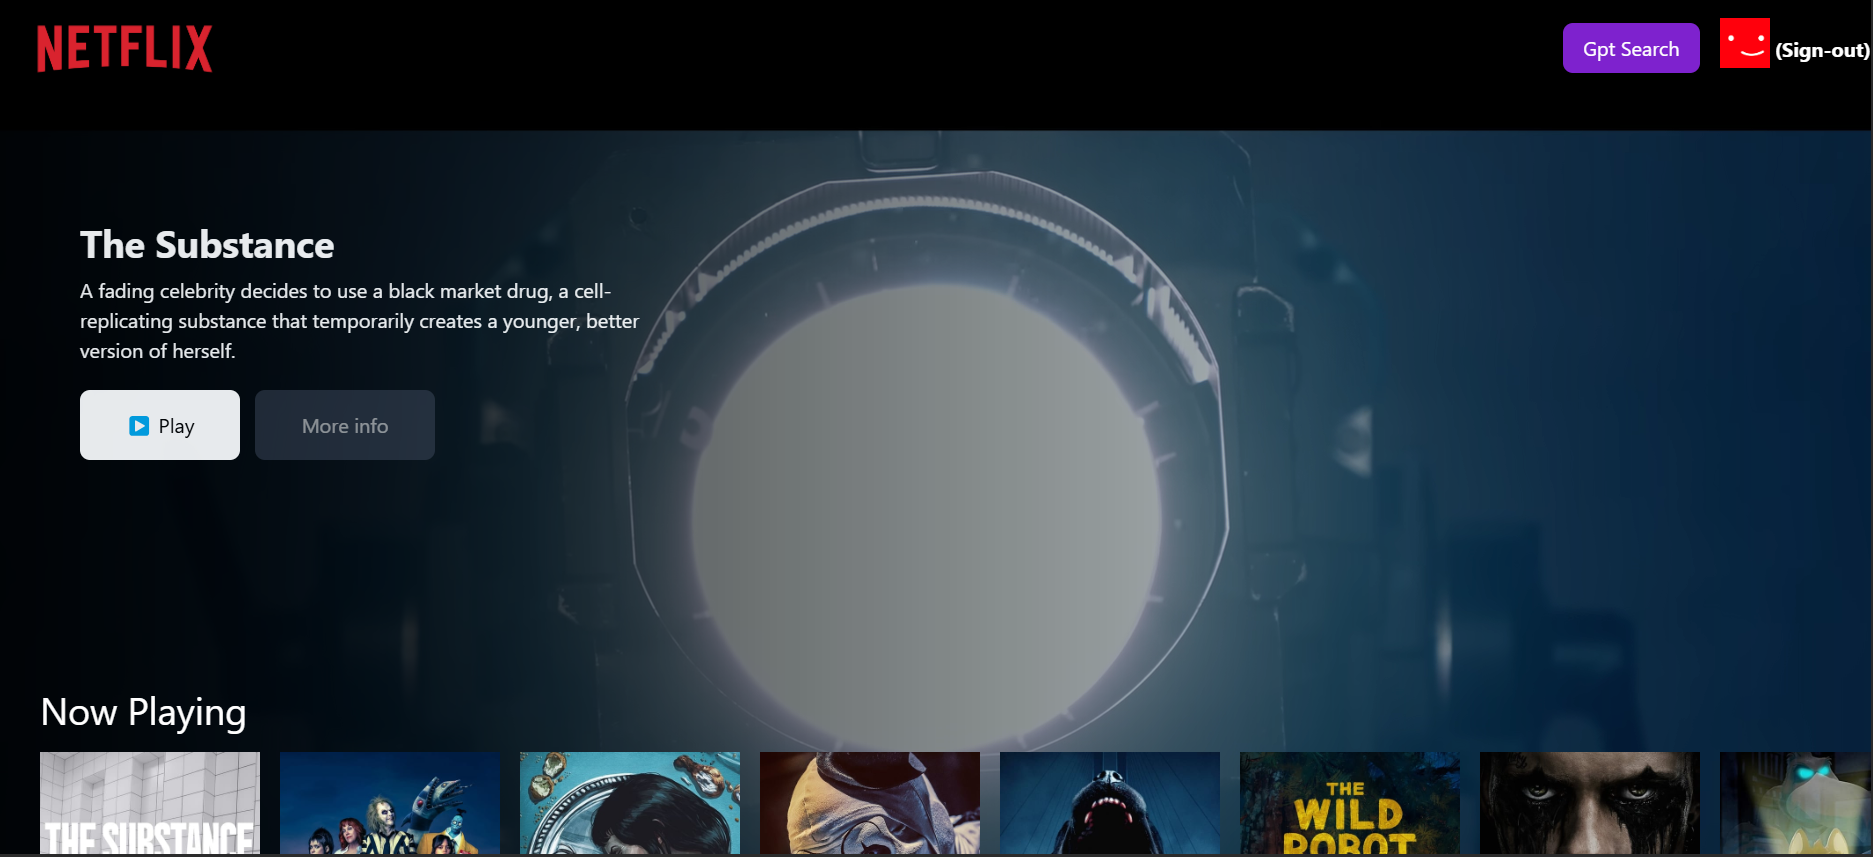 NETFLIX
Gpt Search
(Sign-out)
The Substance
A fading celebrity decides to use a black market drug, a cell-
replicating substance that temporarily creates a younger, better
version of herself.
Play
More info
Now Playing
THE SUBSTANCE
THE
WILD
ROBOT